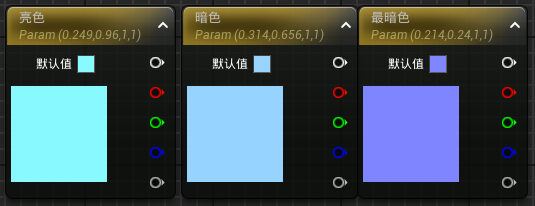 亮色
Param (0.249,0.96,1,1)
默认值
暗色
Param (0.314,0.656,1,1)
默认值
最暗色
Param (0.214,0.24,1,1)
默认值